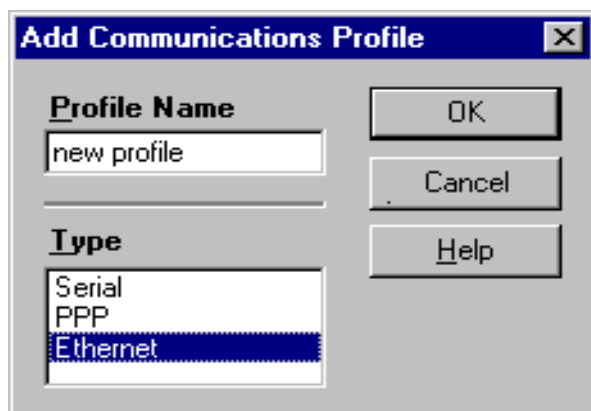 Add Communications Profile
Profile Name
new profile
Type
Serial
PPP
Ethernet
OK
Cancel
Help